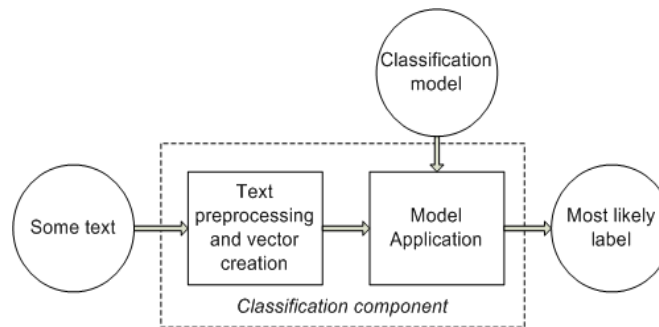 Classification
model
Some text
Text
preprocessing
and vector
creation
Model
Application
Most likely
label
Classification component